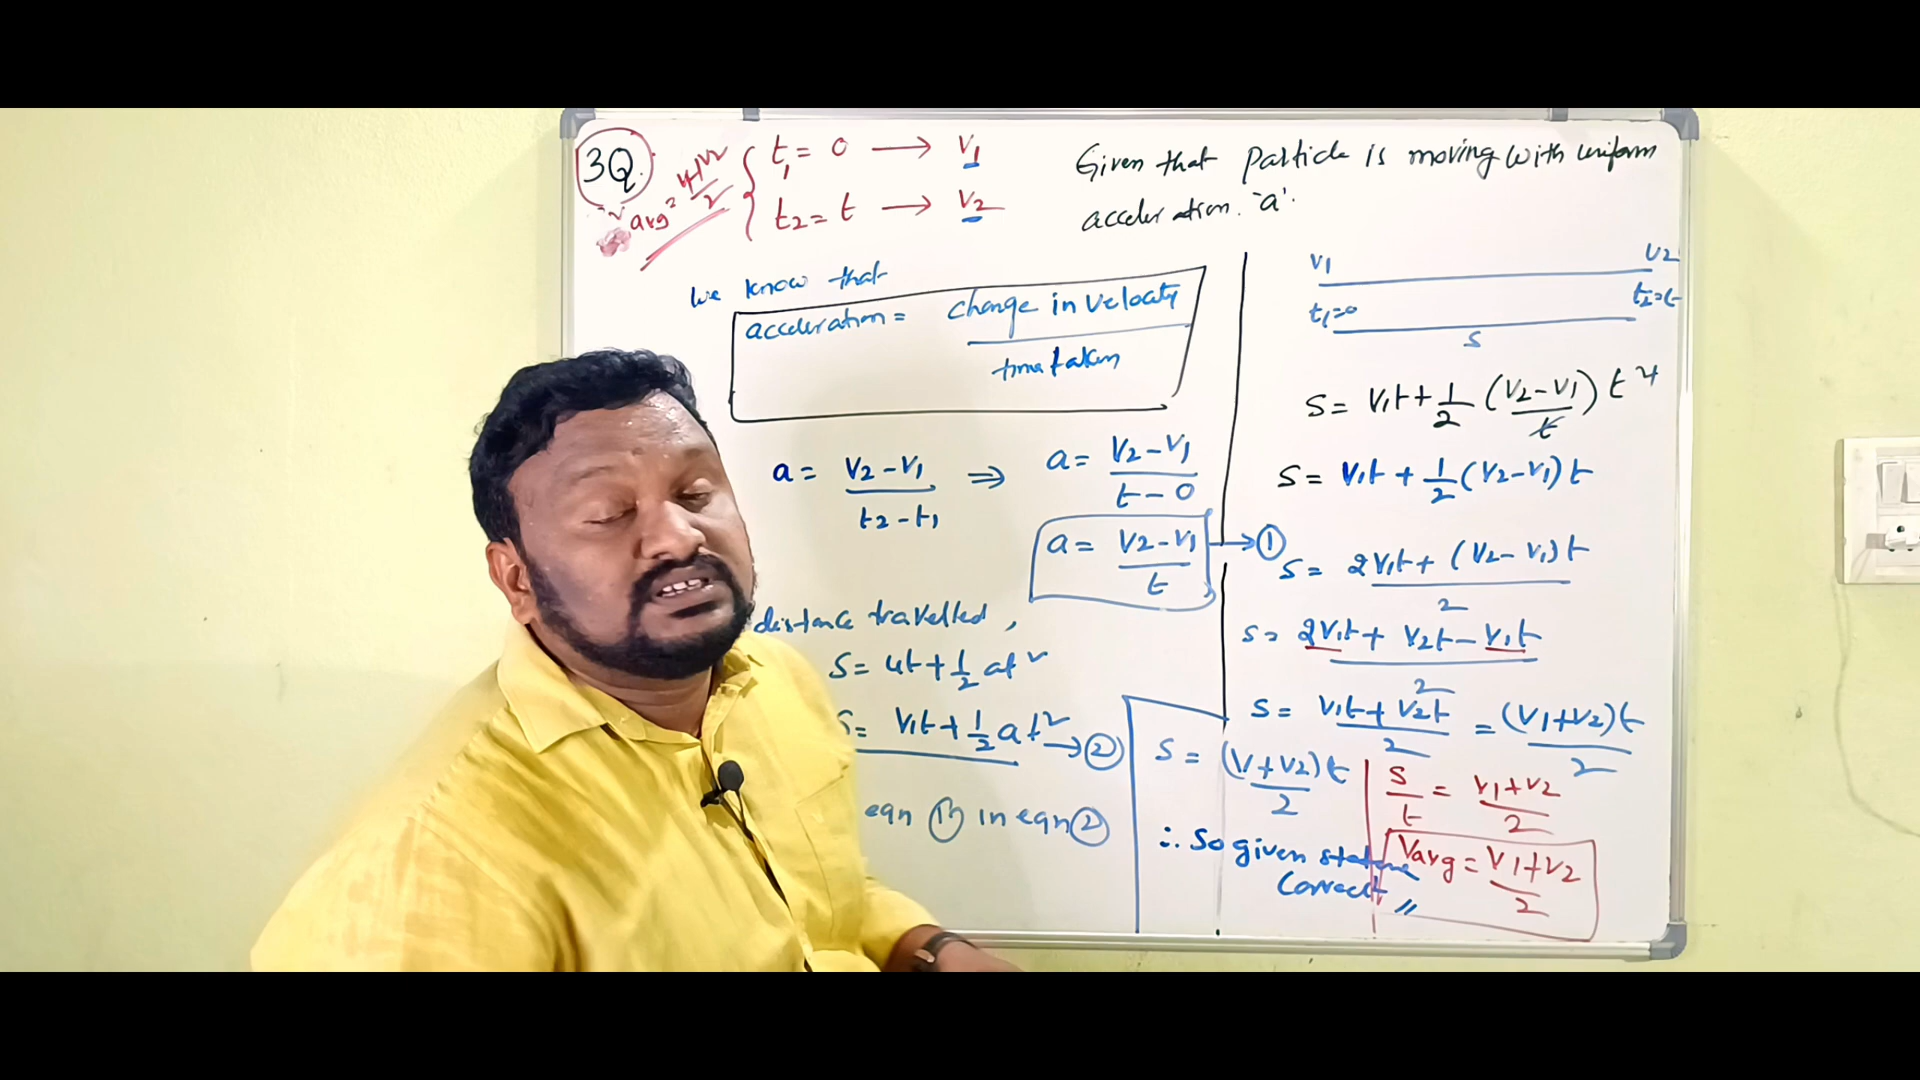 3Q.
t₁ = 0 → v₁
avg = v₁+v₂/2
t₂ = t → v₂
Given that particle is moving with uniform
acceleration 'a'.
we know that
acceleration = change in velocity
time taken
a = v₂-v₁/t₂-t₁ ⇒ a = v₂-v₁/t-0
a = v₂-v₁/t → ①
distance travelled,
s = ut+½at²
s = v₁t+½at² → ②
eqn ① in eqn ②
v₁ v₂
t₁=0 t₂=t
s
s = v₁t+½(v₂-v₁/t)t²
s = v₁t+½(v₂-v₁)t
s = 2v₁t+(v₂-v₁)t/2
s = 2v₁t+v₂t-v₁t/2
s = v₁t+v₂t/2 = (v₁+v₂)t/2
s = (v+v₂)t/2
∴ So given
Correct //
s/t = v₁+v₂/2
Vavg = v₁+v₂/2